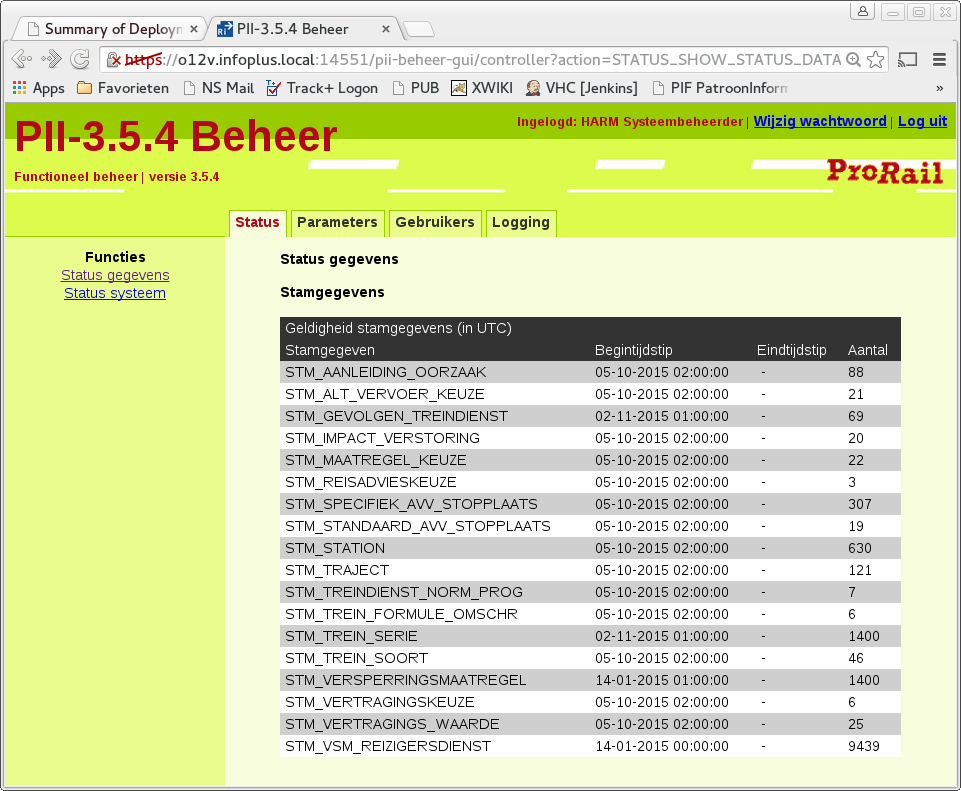 Summary of Deploym
PII-3.5.4 Beheer
https://o12v.infoplus.local:14551/pii-beheer-gui/controller?action=STATUS_SHOW_STATUS_DATA
Apps Favorieten NS Mail Track+ Logon PUB XWIKI VHC [Jenkins] PIF PatroonInform »
PII-3.5.4 Beheer
Ingelogd: HARM Systeembeheerder | Wijzig wachtwoord | Log uit
Functioneel beheer | versie 3.5.4
ProRail
Status Parameters Gebruikers Logging
Functies
Status gegevens
Status systeem
Status gegevens
Stamgegevens
Geldigheid stamgegevens (in UTC)
Stamgegeven Begintijdstip Eindtijdstip Aantal
STM_AANLEIDING_OORZAAK 05-10-2015 02:00:00 - 88
STM_ALT_VERVOER_KEUZE 05-10-2015 02:00:00 - 21
STM_GEVOLGEN_TREINDIENST 02-11-2015 01:00:00 - 69
STM_IMPACT_VERSTORING 05-10-2015 02:00:00 - 20
STM_MAATREGEL_KEUZE 05-10-2015 02:00:00 - 22
STM_REISADVIESKEUZE 05-10-2015 02:00:00 - 3
STM_SPECIFIEK_AVV_STOPPLAATS 05-10-2015 02:00:00 - 307
STM_STANDAARD_AVV_STOPPLAATS 05-10-2015 02:00:00 - 19
STM_STATION 05-10-2015 02:00:00 - 630
STM_TRAJECT 05-10-2015 02:00:00 - 121
STM_TREINDIENST_NORM_PROG 05-10-2015 02:00:00 - 7
STM_TREIN_FORMULE_OMSCHR 05-10-2015 02:00:00 - 6
STM_TREIN_SERIE 02-11-2015 01:00:00 - 1400
STM_TREIN_SOORT 05-10-2015 02:00:00 - 46
STM_VERSPERRINGSMAATREGEL 14-01-2015 01:00:00 - 1400
STM_VERTRAGINGSKEUZE 05-10-2015 02:00:00 - 6
STM_VERTRAGINGS_WAARDE 05-10-2015 02:00:00 - 25
STM_VSM_REIZIGERSDIENST 14-01-2015 00:00:00 - 9439